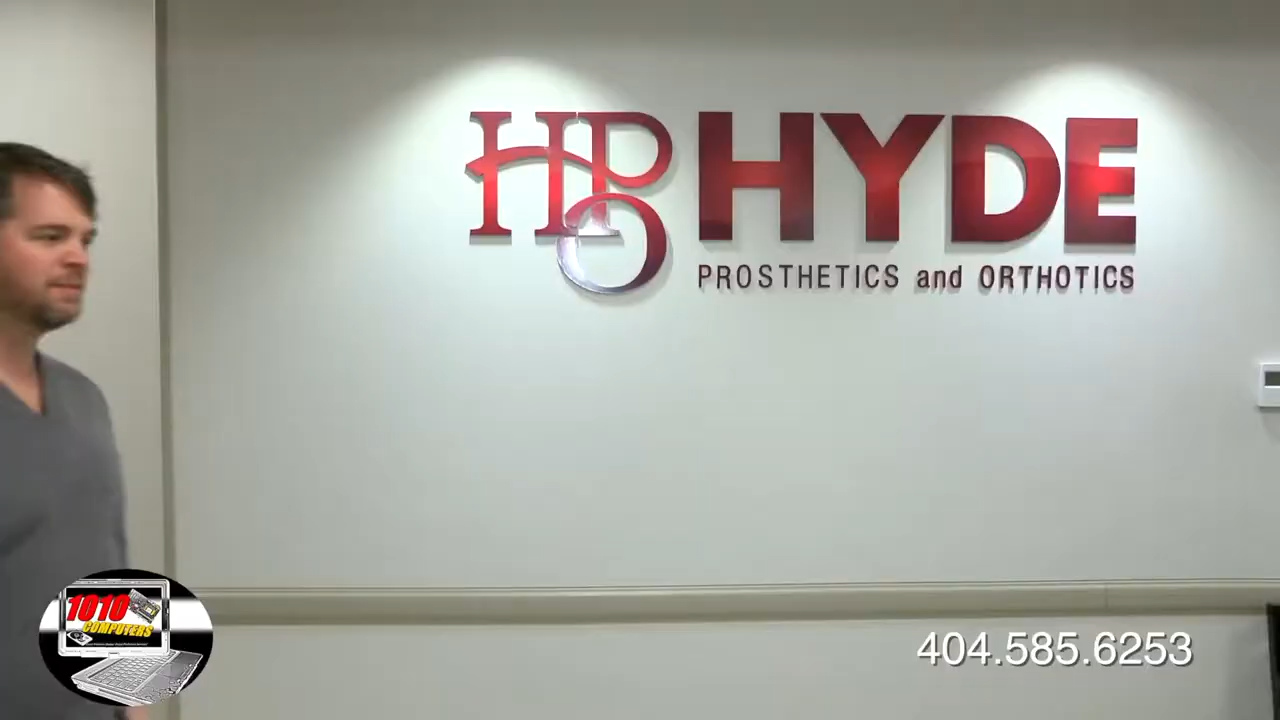 HPO HYDE
PROSTHETICS and ORTHOTICS
1010
COMPUTERS
404.585.6253